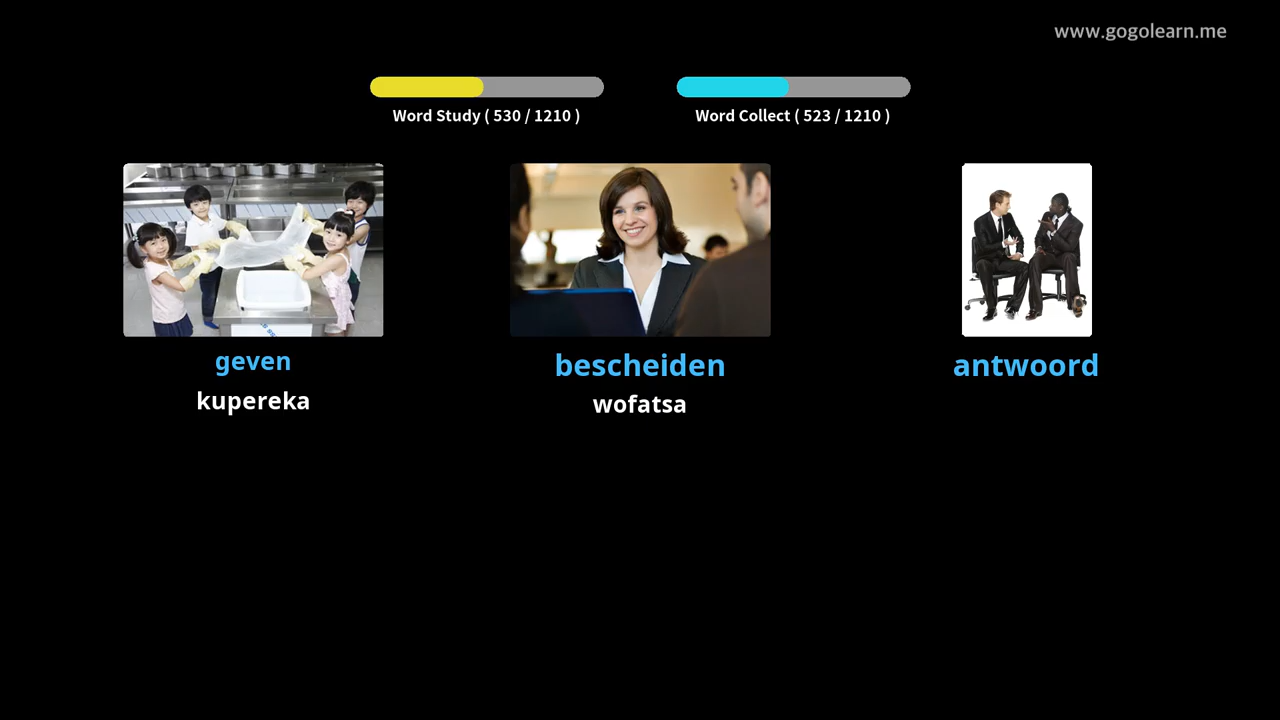 www.gogolearn.me
Word Study ( 530 / 1210 )
Word Collect ( 523 / 1210 )
geven
kupereka
bescheiden
wofatsa
antwoord